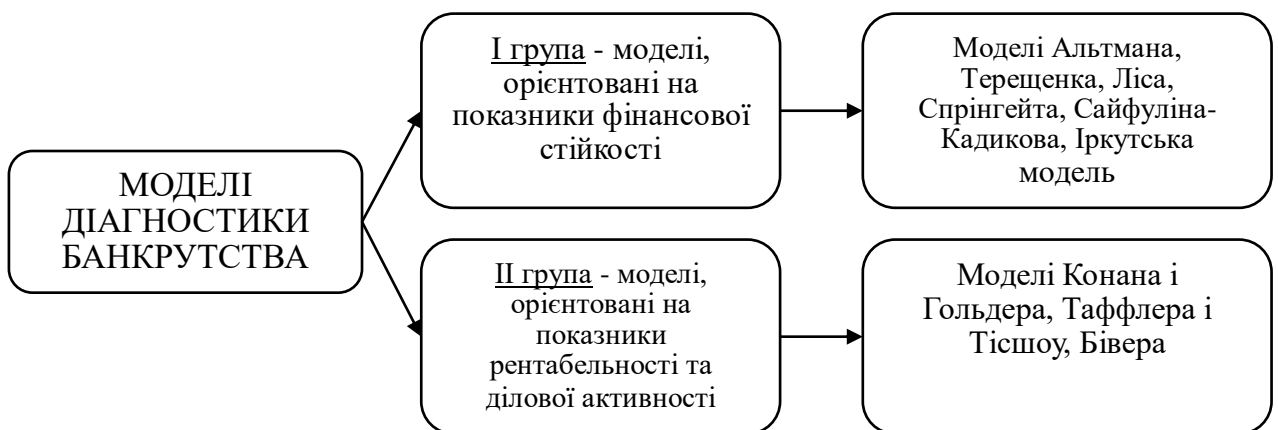 МОДЕЛІ
ДІАГНОСТИКИ
БАНКРУТСТВА
І група - моделі,
орієнтовані на
показники фінансової
стійкості
Моделі Альтмана,
Терещенка, Ліса,
Спрінгейта, Сайфуліна-
Кадикова, Іркутська
модель
ІІ група - моделі,
орієнтовані на
показники
рентабельності та
ділової активності
Моделі Конана і
Гольдера, Таффлера і
Тісшоу, Бівера